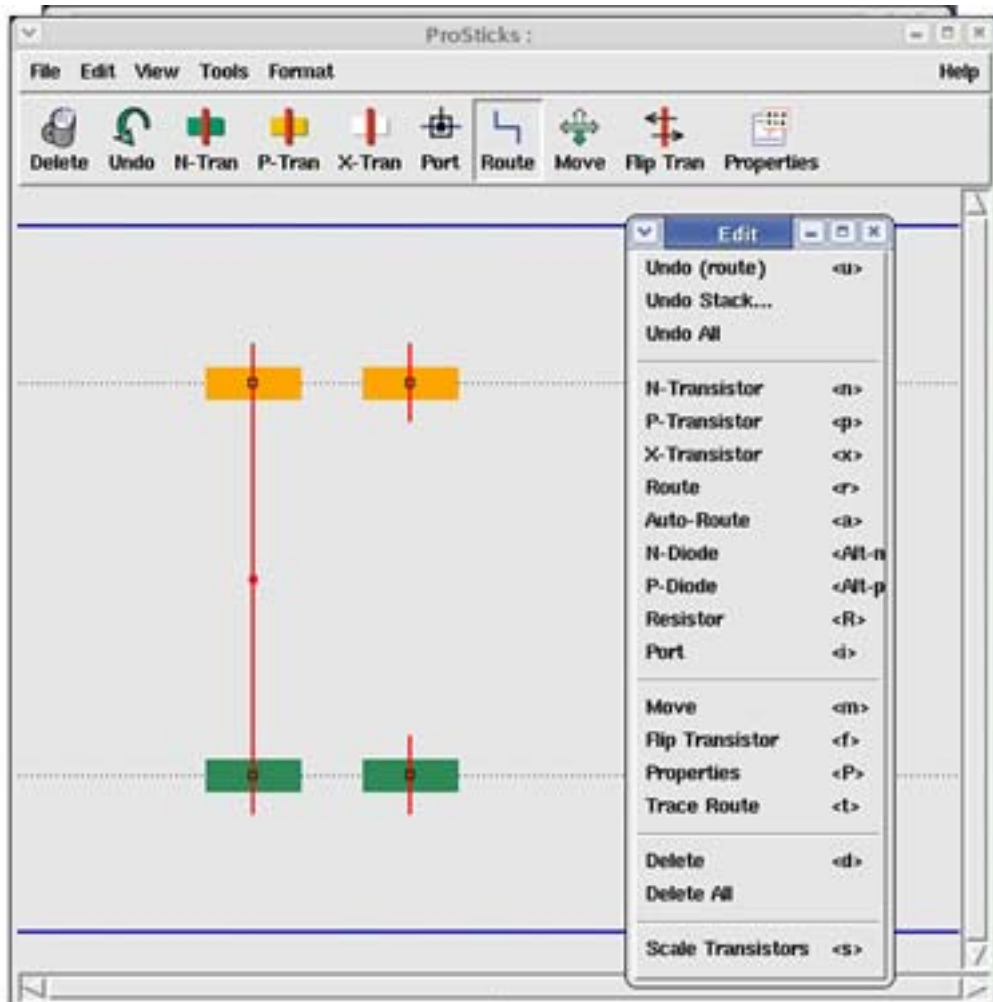 ProSticks :
File Edit View Tools Format Help
Delete Undo N-Tran P-Tran X-Tran Port Route Move Flip Tran Properties
Edit
Undo (route) <u>
Undo Stack...
Undo All
N-Transistor <n>
P-Transistor <p>
X-Transistor <x>
Route <r>
Auto-Route <a>
N-Diode <Alt-n
P-Diode <Alt-p
Resistor <R>
Port <i>
Move <m>
Flip Transistor <f>
Properties <P>
Trace Route <t>
Delete <d>
Delete All
Scale Transistors <s>